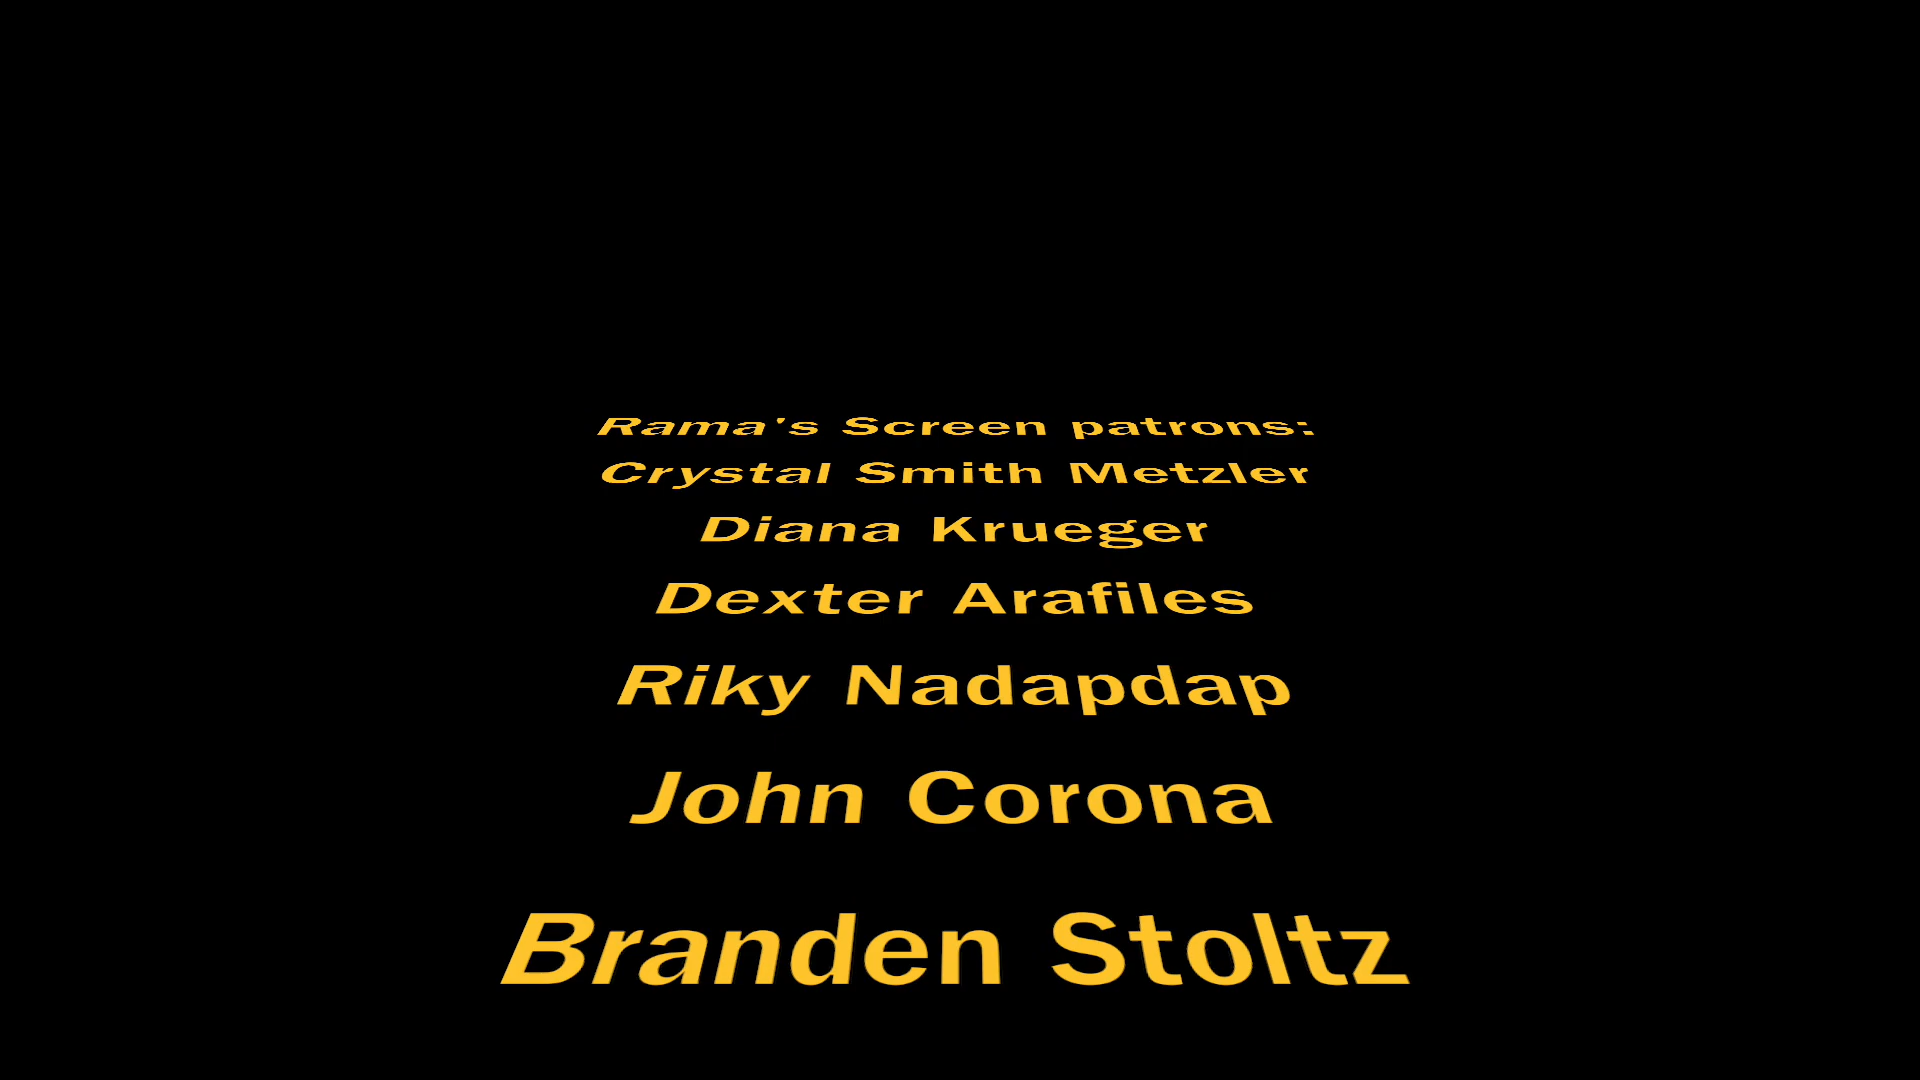 Rama's Screen patrons:
Crystal Smith Metzler
Diana Krueger
Dexter Arafiles
Riky Nadapdap
John Corona
Branden Stoltz